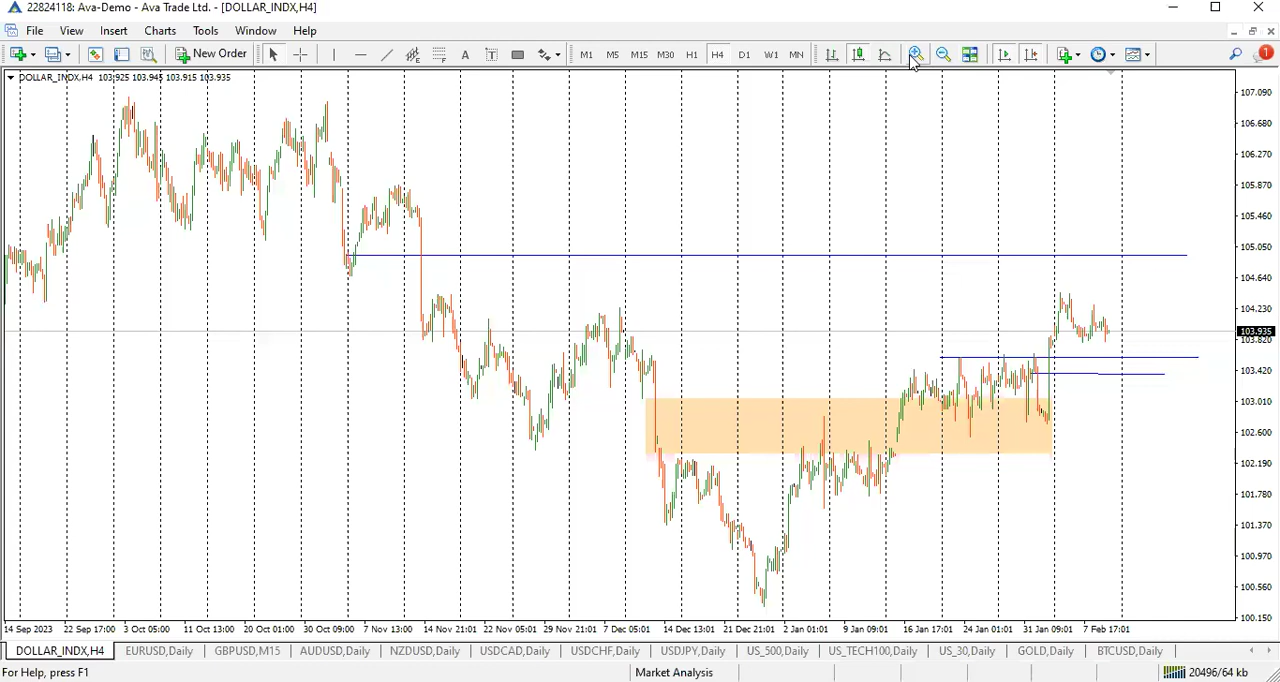 22824118: Ava-Demo - Ava Trade Ltd. - [DOLLAR_INDX,H4]
File View Insert Charts Tools Window Help
New Order A T M1 M5 M15 M30 H1 H4 D1 W1 MN 1
DOLLAR_INDX,H4 103.925 103.945 103.915 103.935
107.090
106.680
106.270
105.870
105.460
105.050
104.640
104.230
103.935
103.820
103.420
103.010
102.600
102.190
101.780
101.370
100.970
100.560
100.150
14 Sep 2023 22 Sep 17:00 3 Oct 05:00 11 Oct 13:00 20 Oct 01:00 30 Oct 09:00 7 Nov 13:00 14 Nov 21:01 22 Nov 05:01 29 Nov 21:01 7 Dec 05:01 14 Dec 13:01 21 Dec 21:01 2 Jan 01:01 9 Jan 09:01 16 Jan 17:01 24 Jan 01:01 31 Jan 09:01 7 Feb 17:01
DOLLAR_INDX,H4 EURUSD,Daily GBPUSD,M15 AUDUSD,Daily NZDUSD,Daily USDCAD,Daily USDCHF,Daily USDJPY,Daily US_500,Daily US_TECH100,Daily US_30,Daily GOLD,Daily BTCUSD,Daily
For Help, press F1 Market Analysis 20496/64 kb